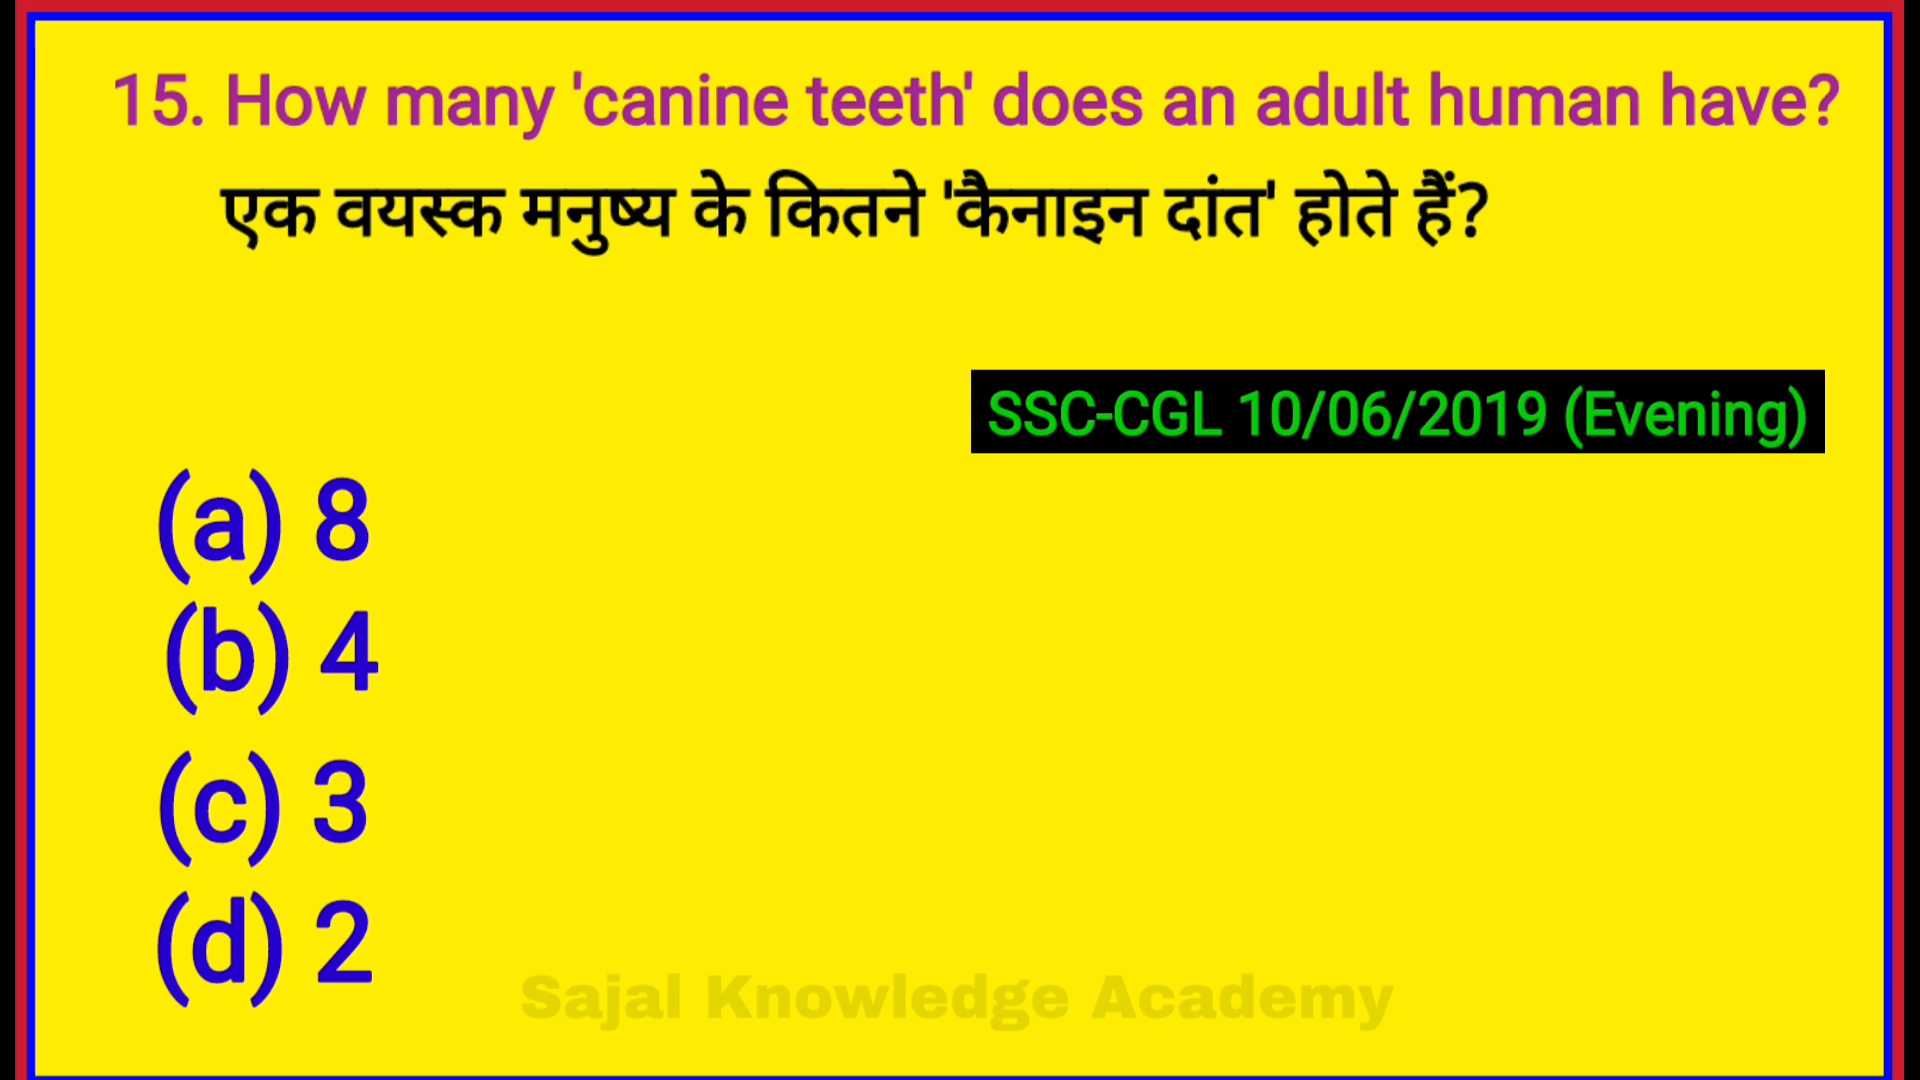 15. How many 'canine teeth' does an adult human have?
एक वयस्क मनुष्य के कितने 'कैनाइन दांत' होते हैं?
SSC-CGL 10/06/2019 (Evening)
(a) 8
(b) 4
(c) 3
(d) 2
Sajal Knowledge Academy